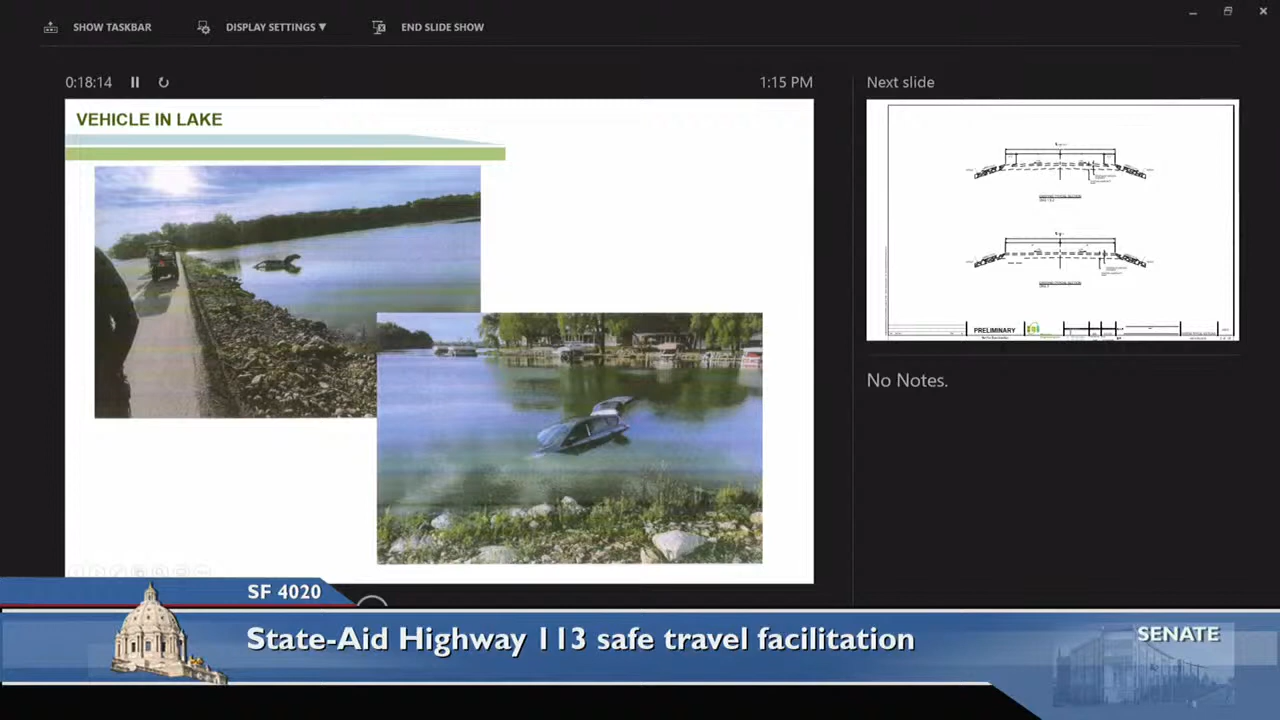 SHOW TASKBAR
DISPLAY SETTINGS ▼
END SLIDE SHOW
0:18:14
1:15 PM
Next slide
VEHICLE IN LAKE
PRELIMINARY
No Notes.
SF 4020
State-Aid Highway 113 safe travel facilitation
SENATE